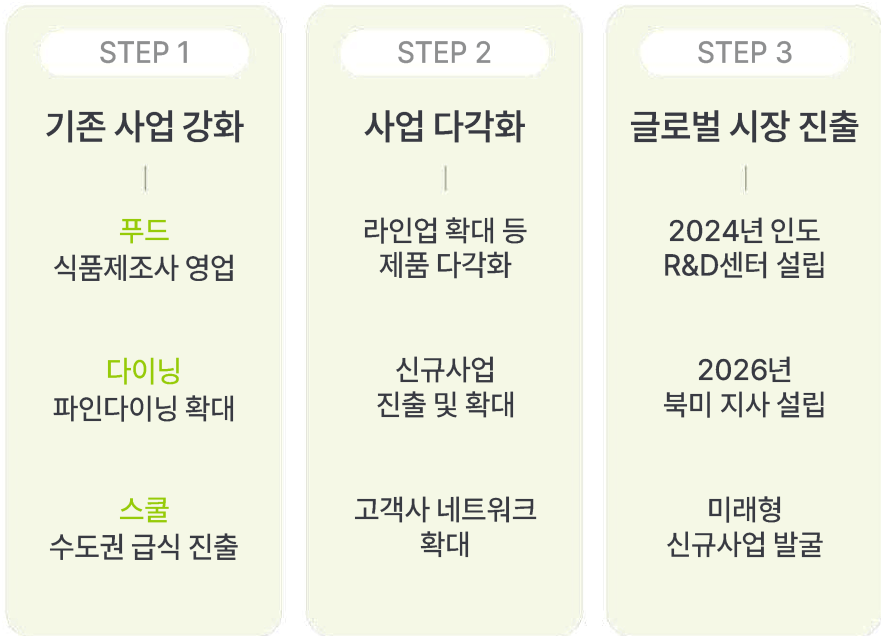 STEP 1
기존 사업 강화
푸드
식품제조사 영업
다이닝
파인다이닝 확대
스쿨
수도권 급식 진출
STEP 2
사업 다각화
라인업 확대 등
제품 다각화
신규사업
진출 및 확대
고객사 네트워크
확대
STEP 3
글로벌 시장 진출
2024년 인도
R&D센터 설립
2026년
북미 지사 설립
미래형
신규사업 발굴